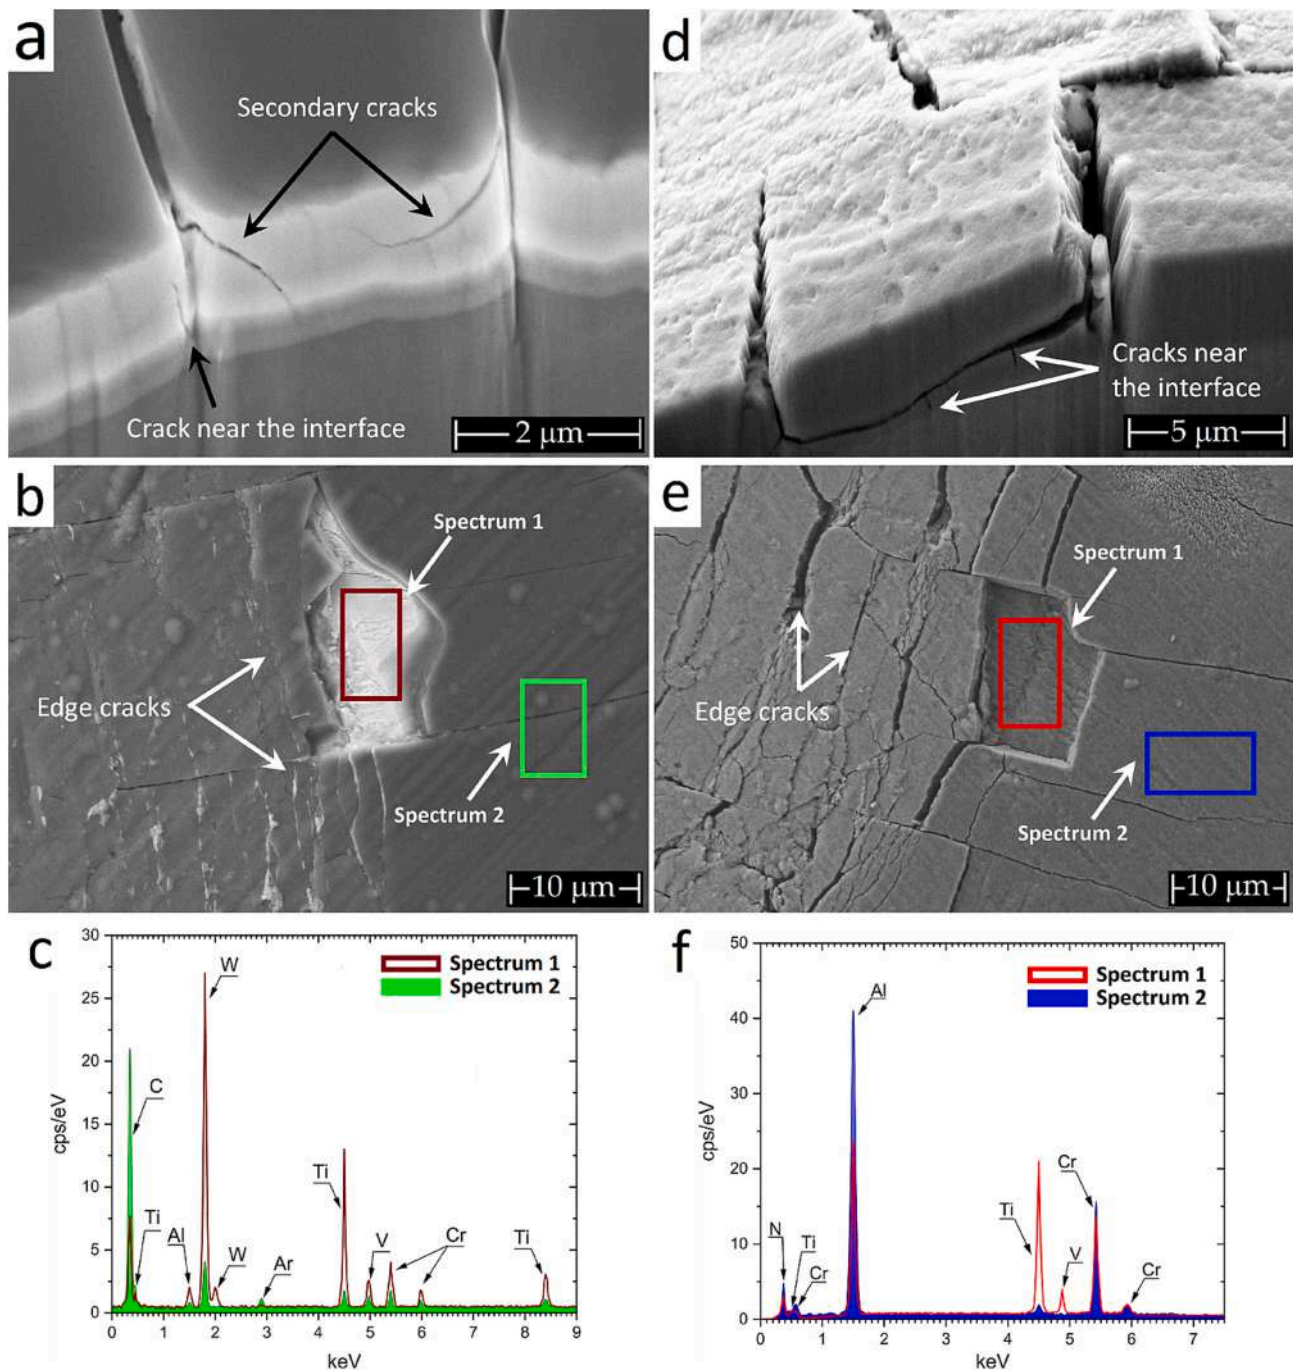 a
Secondary cracks
Crack near the interface
2 μm
d
Cracks near
the interface
5 μm
b
Spectrum 1
Edge cracks
Spectrum 2
10 μm
e
Spectrum 1
Edge cracks
Spectrum 2
10 μm
c
30
25
20
15
10
5
0
cps/eV
Spectrum 1
Spectrum 2
W
C
Ti
Al
W
Ar
Ti
V
Cr
Ti
0 1 2 3 4 5 6 7 8 9
keV
f
50
40
30
20
10
0
cps/eV
Spectrum 1
Spectrum 2
Al
N
Ti
Cr
Ti
V
Cr
Cr
0 1 2 3 4 5 6 7
keV